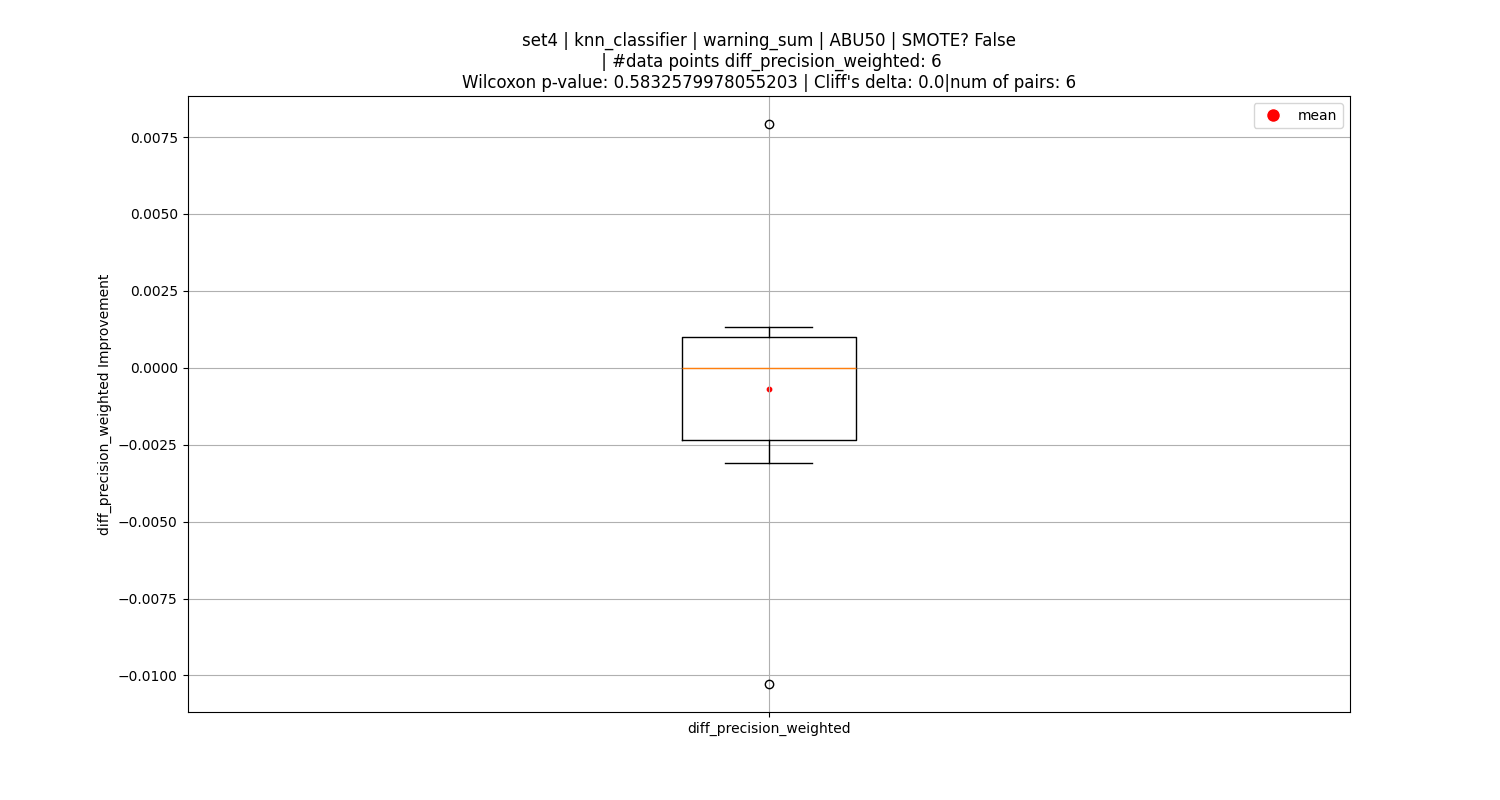 set4 | knn_classifier | warning_sum | ABU50 | SMOTE? False
| #data points diff_precision_weighted: 6
Wilcoxon p-value: 0.5832579978055203 | Cliff's delta: 0.0|num of pairs: 6
mean
0.0075
0.0050
0.0025
0.0000
−0.0025
−0.0050
−0.0075
−0.0100
diff_precision_weighted Improvement
diff_precision_weighted